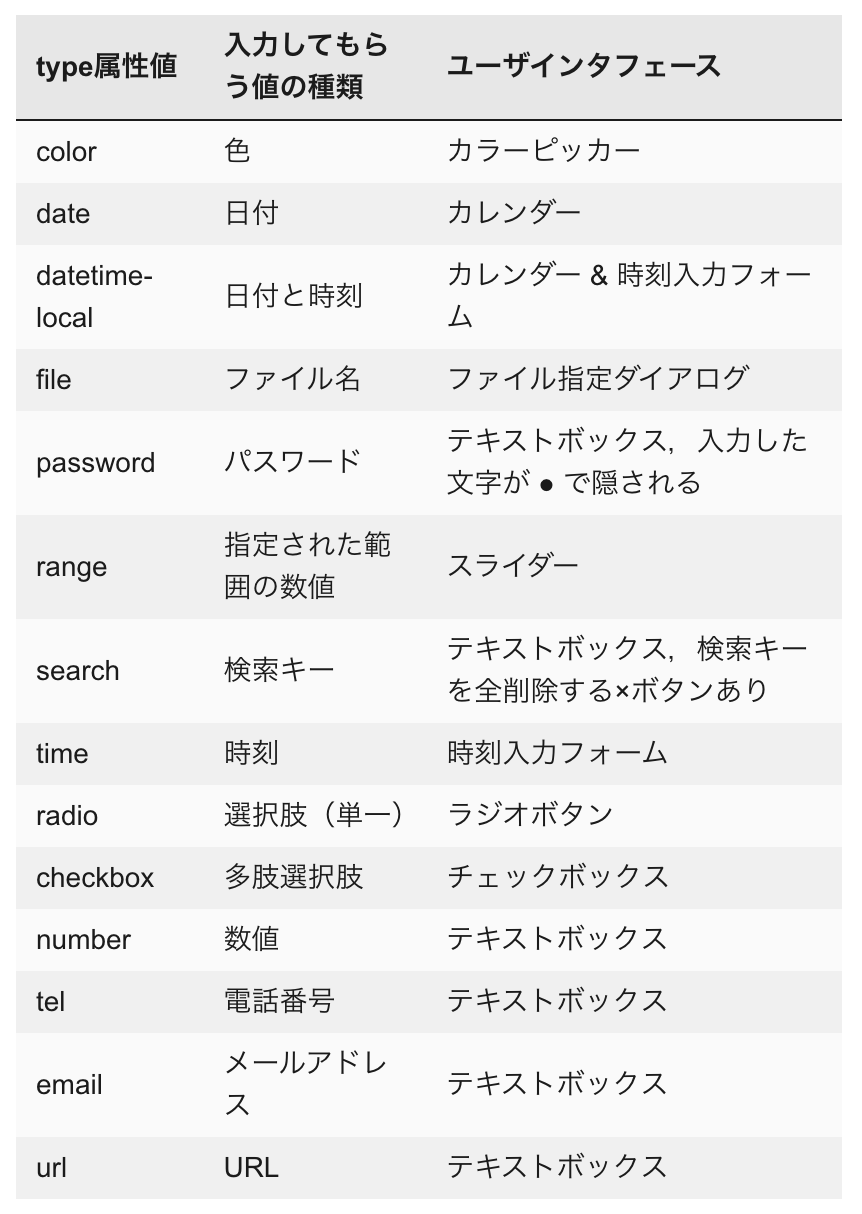 type属性値 入力してもらう値の種類 ユーザインタフェース
color 色 カラーピッカー
date 日付 カレンダー
datetime-local 日付と時刻 カレンダー & 時刻入力フォーム
file ファイル名 ファイル指定ダイアログ
password パスワード テキストボックス，入力した文字が ● で隠される
range 指定された範囲の数値 スライダー
search 検索キー テキストボックス，検索キーを全削除する×ボタンあり
time 時刻 時刻入力フォーム
radio 選択肢（単一） ラジオボタン
checkbox 多肢選択肢 チェックボックス
number 数値 テキストボックス
tel 電話番号 テキストボックス
email メールアドレス テキストボックス
url URL テキストボックス